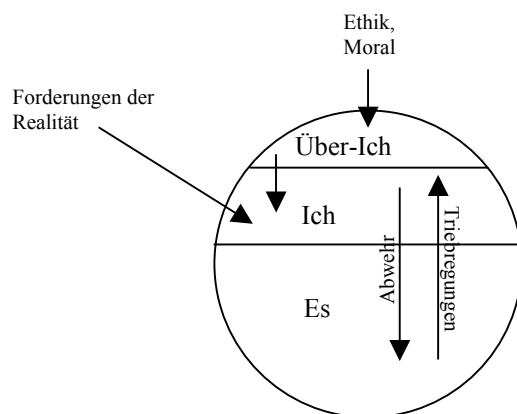 Ethik,
Moral
Forderungen der
Realität
Über-Ich
Ich
Abwehr
Triebregungen
Es